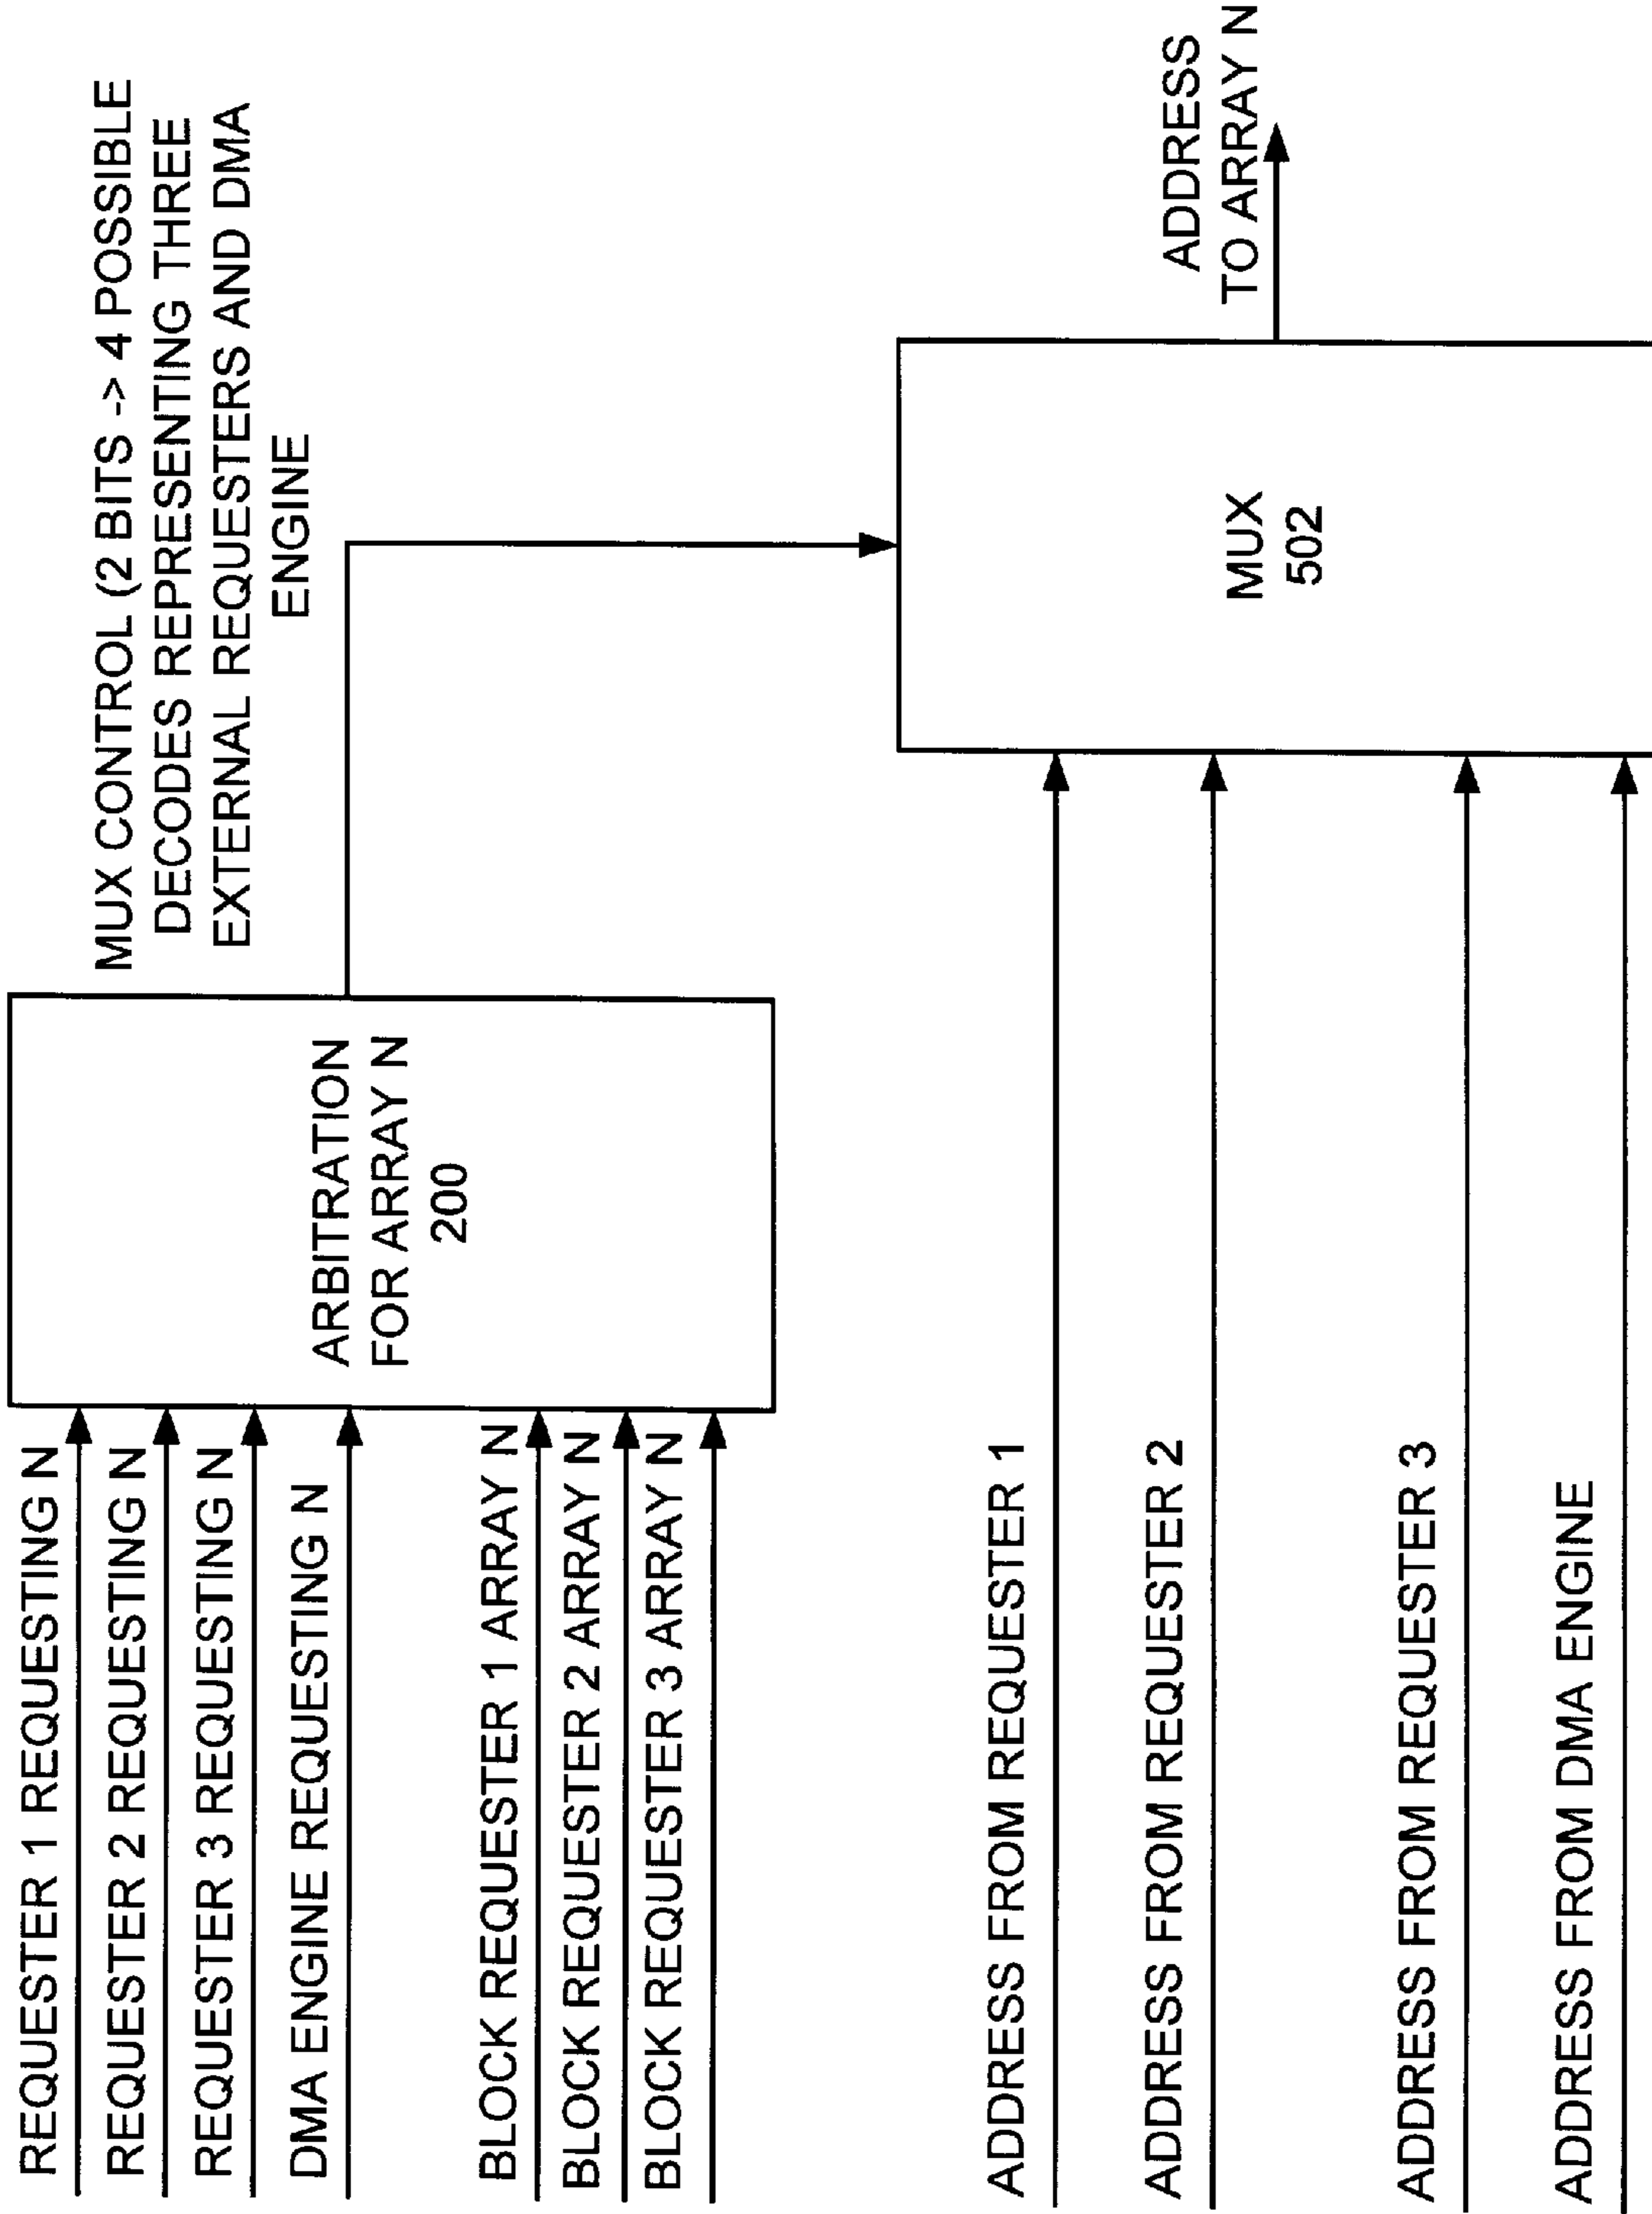 REQUESTER 1 REQUESTING N
REQUESTER 2 REQUESTING N
REQUESTER 3 REQUESTING N
DMA ENGINE REQUESTING N
BLOCK REQUESTER 1 ARRAY N
BLOCK REQUESTER 2 ARRAY N
BLOCK REQUESTER 3 ARRAY N
ARBITRATION
FOR ARRAY N
200
MUX CONTROL (2 BITS -> 4 POSSIBLE
DECODES REPRESENTING THREE
EXTERNAL REQUESTERS AND DMA
ENGINE
ADDRESS FROM REQUESTER 1
ADDRESS FROM REQUESTER 2
ADDRESS FROM REQUESTER 3
ADDRESS FROM DMA ENGINE
MUX
502
ADDRESS
TO ARRAY N